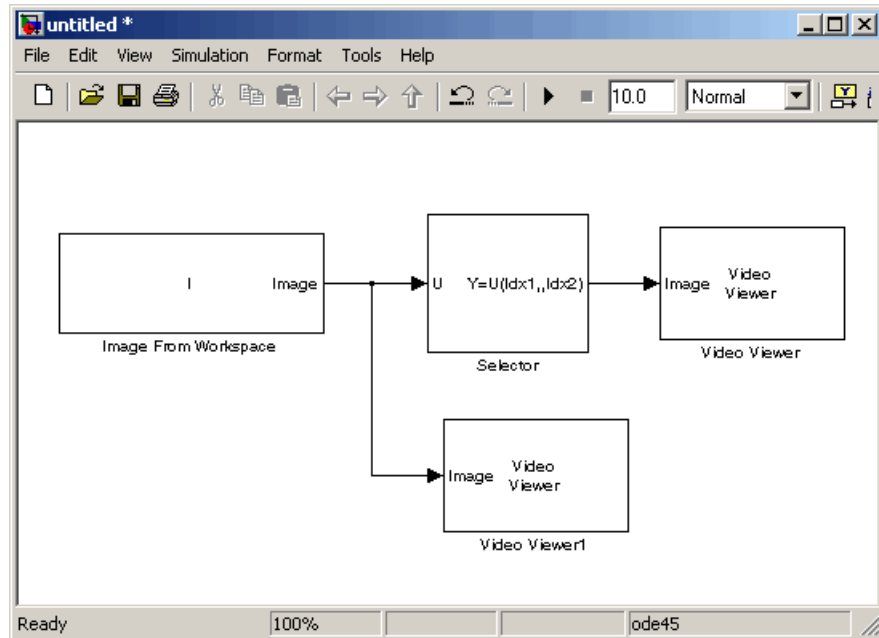 untitled *
File Edit View Simulation Format Tools Help
10.0 Normal
I Image
Image From Workspace
U Y=U(Idx1,,Idx2)
Selector
Image Video Viewer
Video Viewer
Image Video Viewer
Video Viewer1
Ready 100% ode45